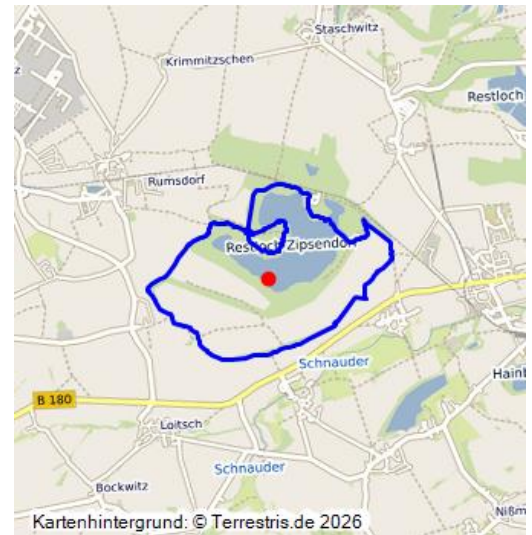 Staschwitz
Krimmitzschen
Restloch
Rumsdorf
Restloch Zipsendorf
Schnauder
B 180
Hainb
Loitsch
Schnauder
Bockwitz
Nißm
Kartenhintergrund: © Terrestris.de 2026